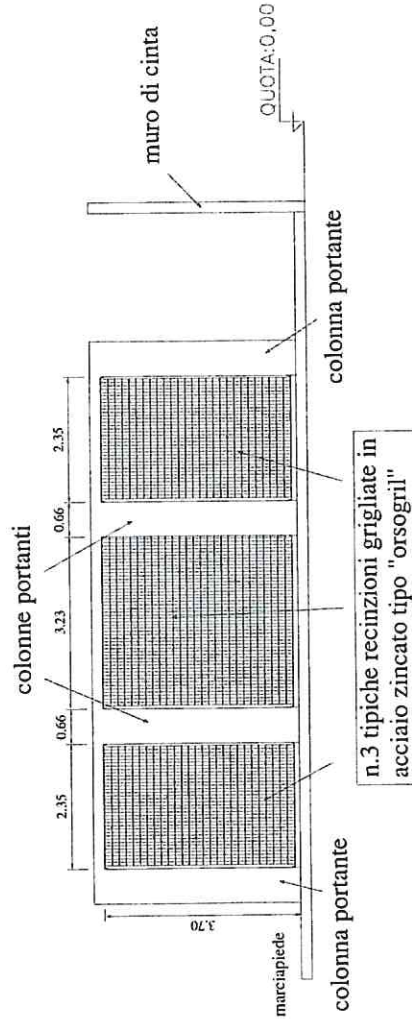 colonne portanti
2.35
0.66
3.23
0.66
2.35
muro di cinta
3.70
QUOTA:0,00
marciapiede
colonna portante
colonna portante
n.3 tipiche recinzioni grigliate in
acciaio zincato tipo "orsogril"